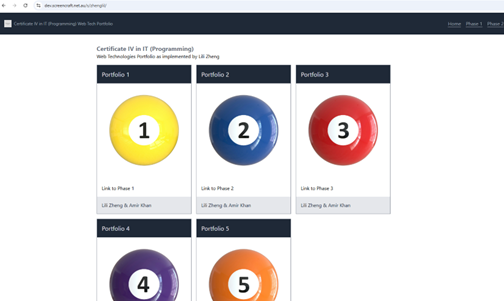 dev.screencraft.net.au/s/zhengli/
Certificate IV in IT (Programming) Web Tech Portfolio
Home Phase 1 Phase 2
Certificate IV in IT (Programming)
Web Technologies Portfolio as implemented by Lili Zheng
Portfolio 1 Portfolio 2 Portfolio 3
1 2 3
Link to Phase 1 Link to Phase 2 Link to Phase 3
Lili Zheng & Amir Khan Lili Zheng & Amir Khan Lili Zheng & Amir Khan
Portfolio 4 Portfolio 5
4 5